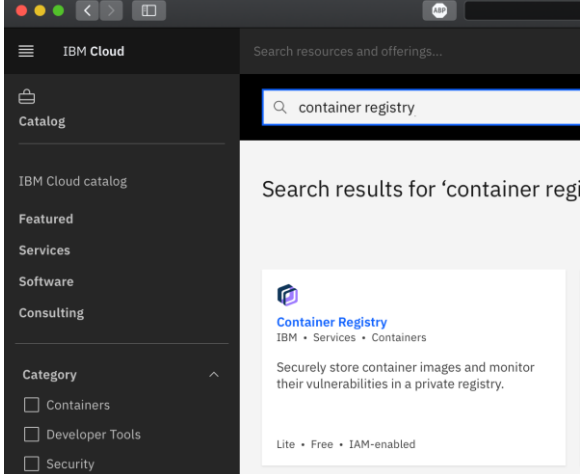 ABP
IBM Cloud
Search resources and offerings...
Catalog
container registry
IBM Cloud catalog
Featured
Services
Software
Consulting
Category
Containers
Developer Tools
Security
Search results for ‘container regi
Container Registry
IBM • Services • Containers
Securely store container images and monitor
their vulnerabilities in a private registry.
Lite • Free • IAM-enabled